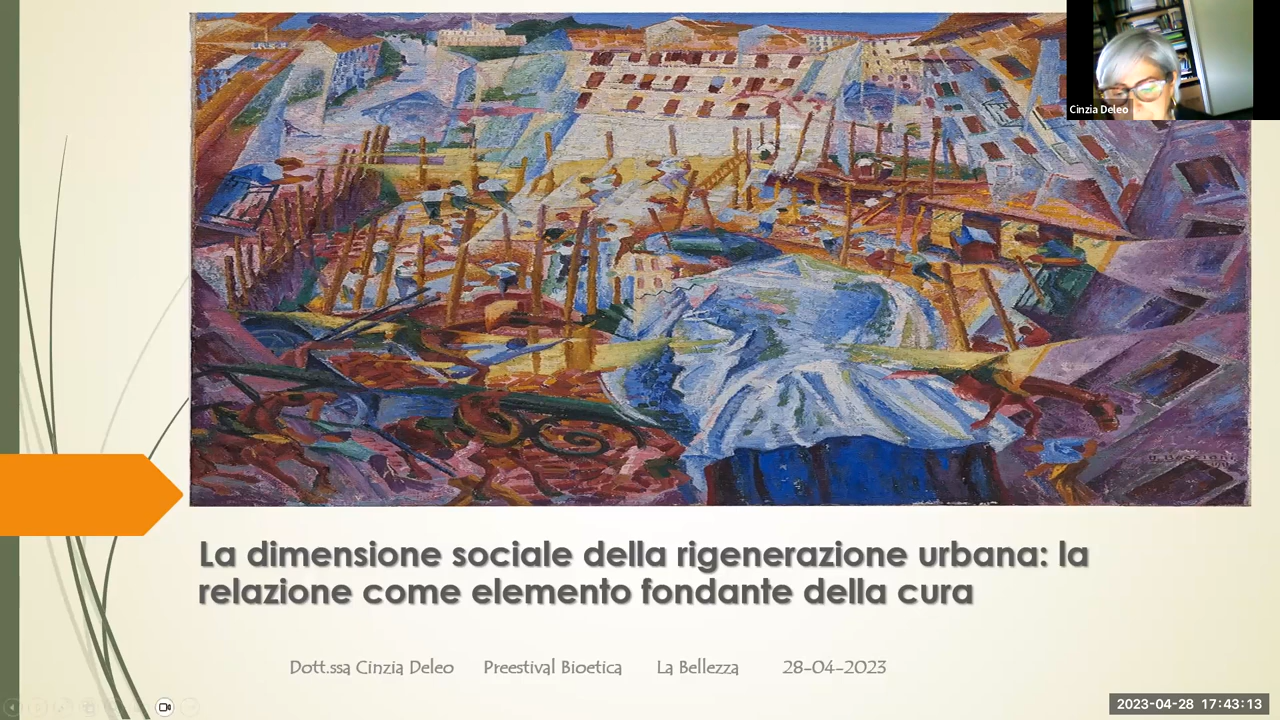 Cinzia Deleo
La dimensione sociale della rigenerazione urbana: la
relazione come elemento fondante della cura
Dott.ssa Cinzia Deleo Preestival Bioetica La Bellezza 28-04-2023
2023-04-28 17:43:13